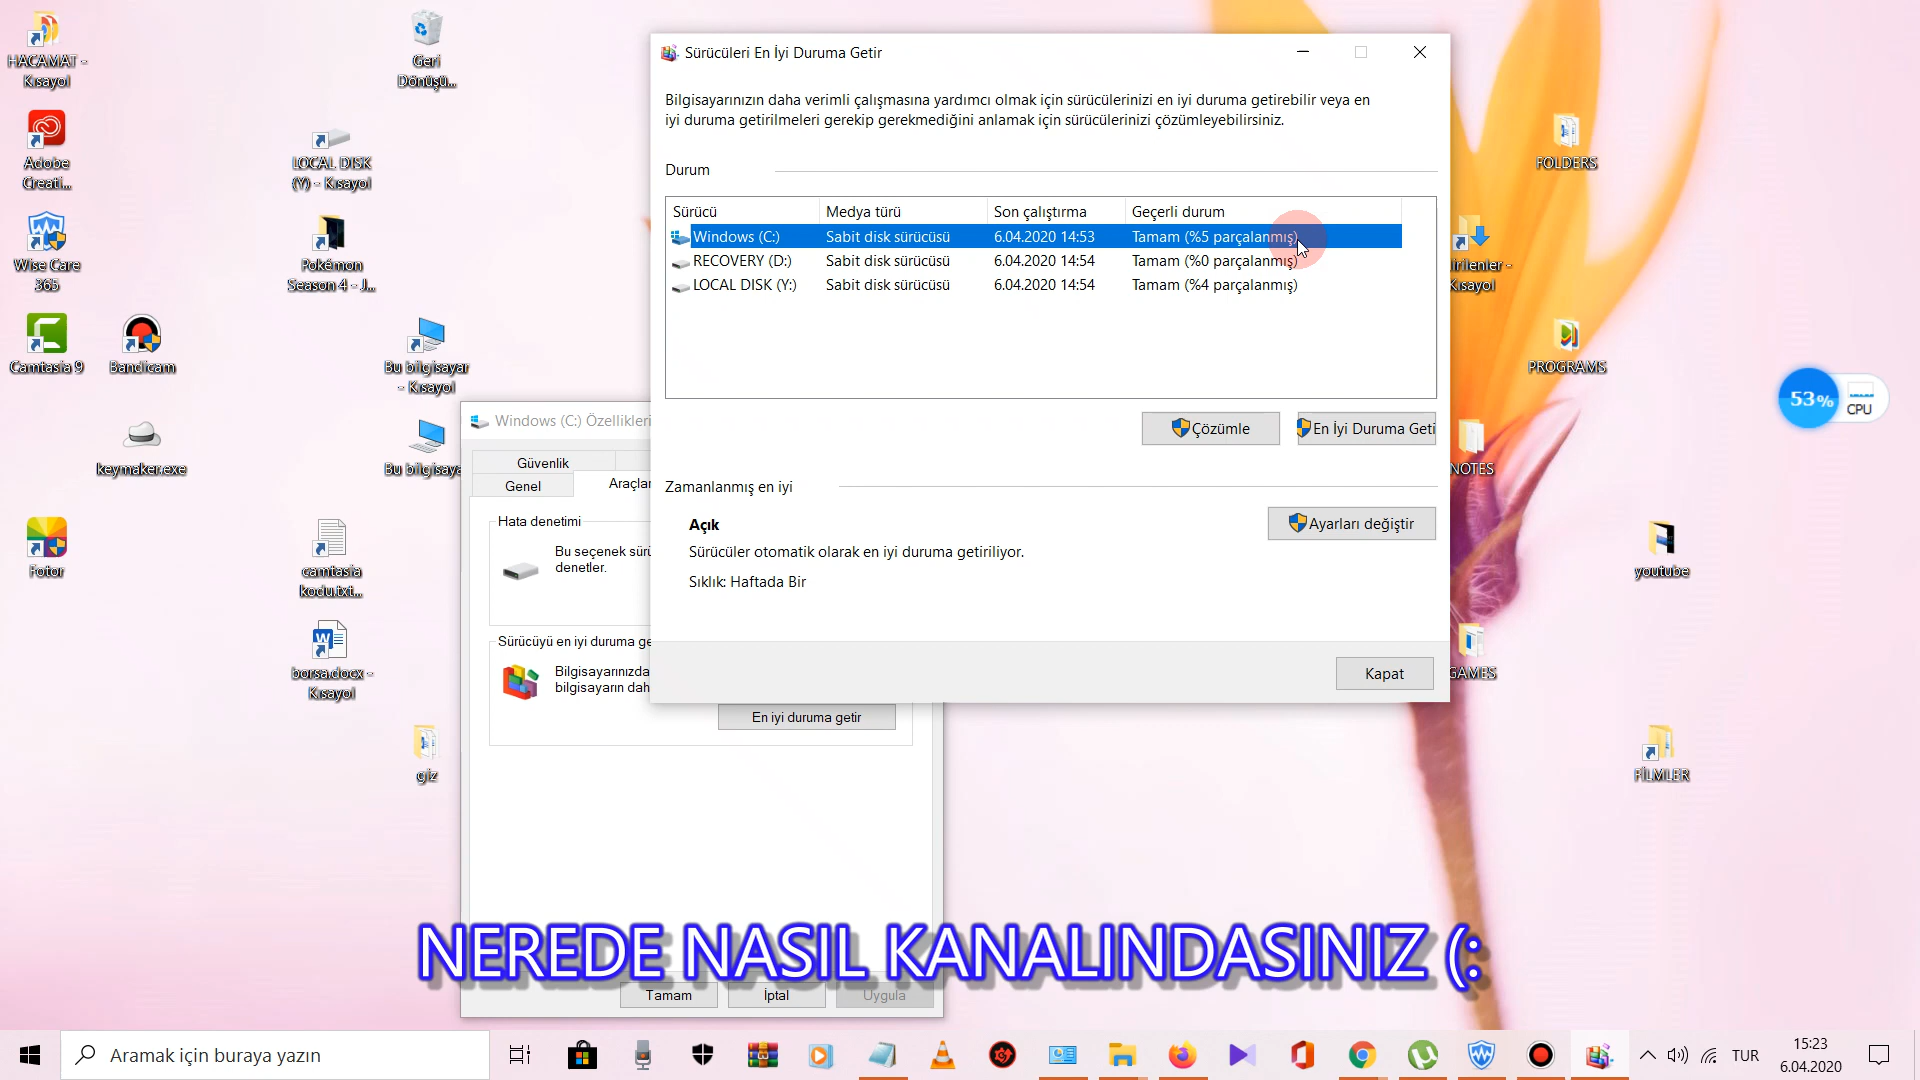 HACAMAT -
Kısayol
Geri
Dönüşü...
Adobe
Creati...
LOCAL DISK
(Y) - Kısayol
Wise Care
365
Pokémon
Season 4 - J...
Camtasia 9
Bandicam
Bu bilgisayar
- Kısayol
keymaker.exe
Bu bilgisaya
Fotor
camtasia
kodu.txt...
borsa.docx -
Kısayol
giz
Sürücüleri En İyi Duruma Getir
Bilgisayarınızın daha verimli çalışmasına yardımcı olmak için sürücülerinizi en iyi duruma getirebilir veya en
iyi duruma getirilmeleri gerekip gerekmediğini anlamak için sürücülerinizi çözümleyebilirsiniz.
Durum
Sürücü Medya türü Son çalıştırma Geçerli durum
Windows (C:) Sabit disk sürücüsü 6.04.2020 14:53 Tamam (%5 parçalanmış)
RECOVERY (D:) Sabit disk sürücüsü 6.04.2020 14:54 Tamam (%0 parçalanmış)
LOCAL DISK (Y:) Sabit disk sürücüsü 6.04.2020 14:54 Tamam (%4 parçalanmış)
Çözümle En İyi Duruma Geti
Zamanlanmış en iyi
Açık
Ayarları değiştir
Sürücüler otomatik olarak en iyi duruma getiriliyor.
Sıklık: Haftada Bir
Kapat
Windows (C:) Özellikleri
Güvenlik
Genel Araçlar
Hata denetimi
Bu seçenek sürü
denetler.
Sürücüyü en iyi duruma ge
Bilgisayarınızda
bilgisayarın dah
En iyi duruma getir
Tamam İptal Uygula
FOLDERS
irilenler -
Kısayol
PROGRAMS
53% CPU
NOTES
youtube
GAMES
FİLMLER
NEREDE NASIL KANALINDASINIZ (:
Aramak için buraya yazın
TUR
15:23
6.04.2020